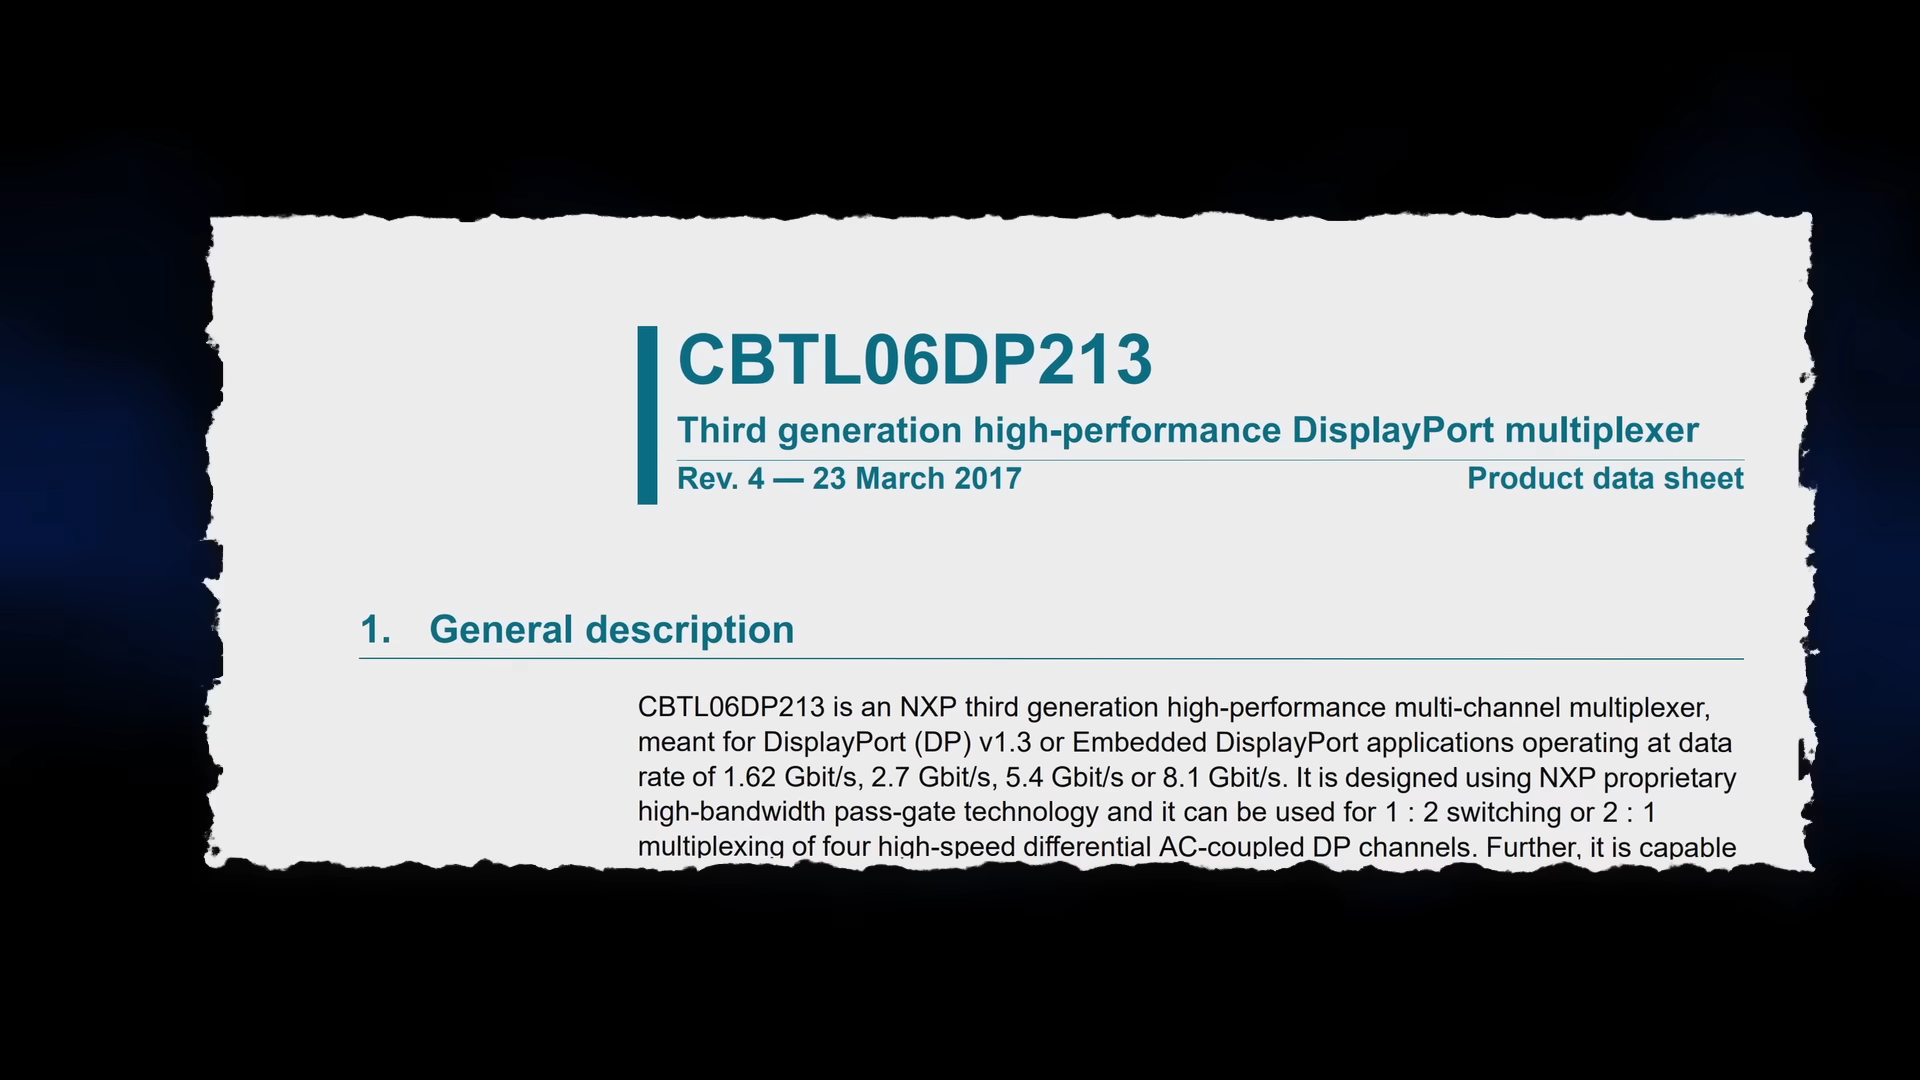 CBTL06DP213
Third generation high-performance DisplayPort multiplexer
Rev. 4 — 23 March 2017 Product data sheet
1. General description
CBTL06DP213 is an NXP third generation high-performance multi-channel multiplexer,
meant for DisplayPort (DP) v1.3 or Embedded DisplayPort applications operating at data
rate of 1.62 Gbit/s, 2.7 Gbit/s, 5.4 Gbit/s or 8.1 Gbit/s. It is designed using NXP proprietary
high-bandwidth pass-gate technology and it can be used for 1 : 2 switching or 2 : 1
multiplexing of four high-speed differential AC-coupled DP channels. Further, it is capable